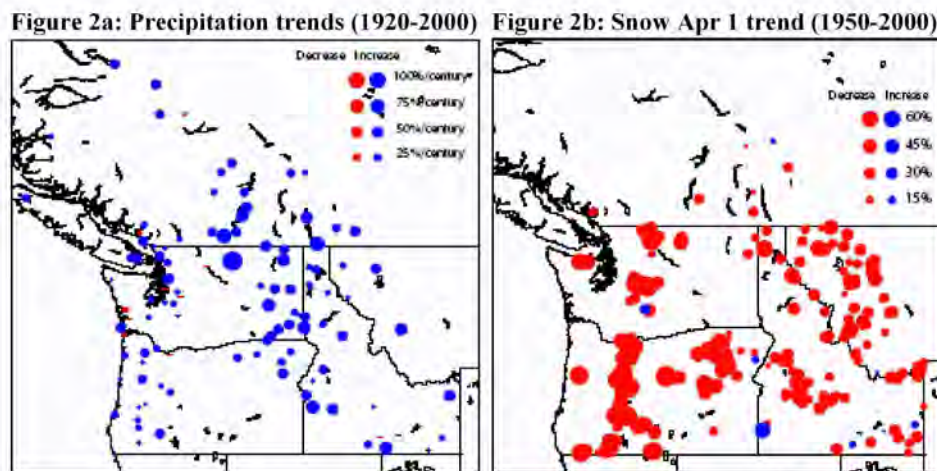 Figure 2a: Precipitation trends (1920-2000)
Decrease Increase
100%/century
75%/century
50%/century
25%/century
Figure 2b: Snow Apr 1 trend (1950-2000)
Decrease Increase
60%
45%
30%
15%